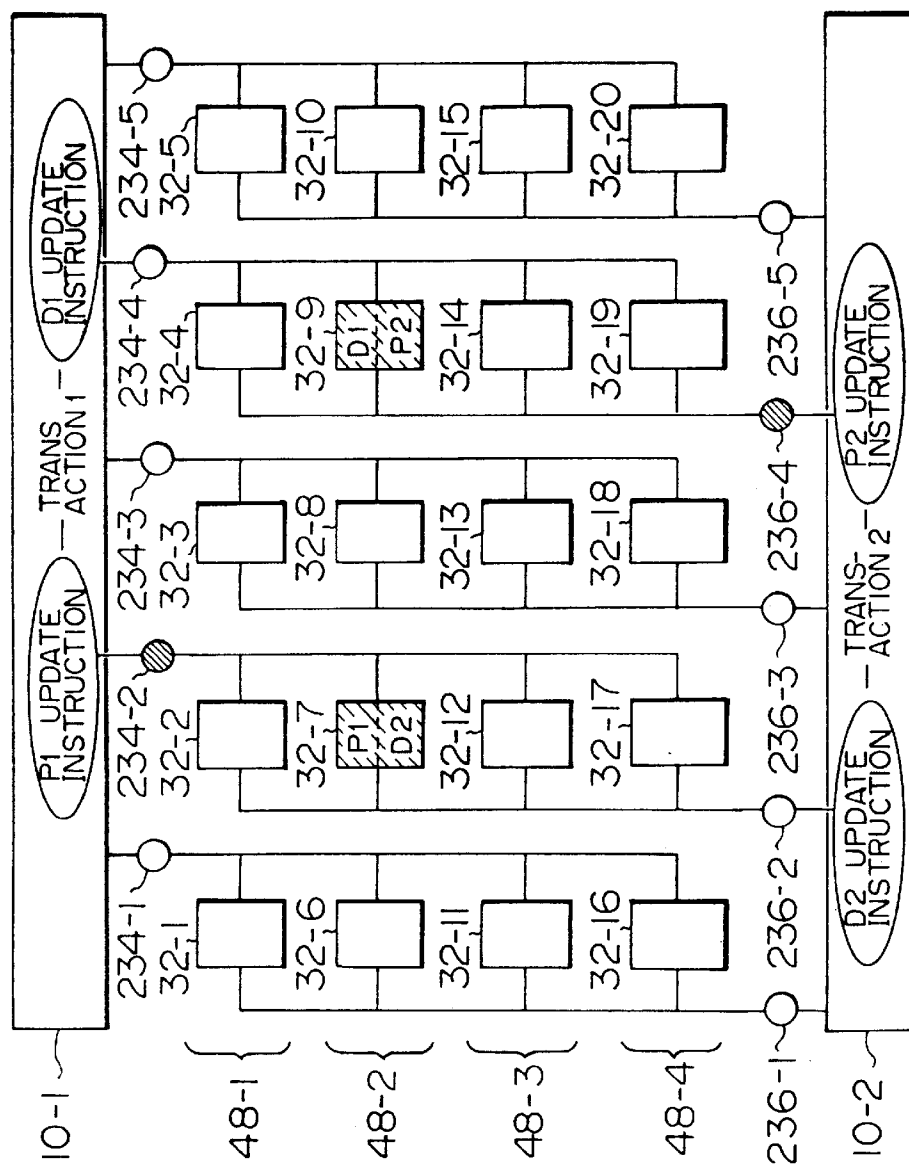 10-1
P1 UPDATE
INSTRUCTION
TRANS
ACTION 1
D1 UPDATE
INSTRUCTION
234-1
234-2
234-3
234-4
234-5
32-1
32-2
32-3
32-4
32-5
48-1
32-6
32-7
32-8
32-9
32-10
P1
D2
D1
P2
48-2
32-11
32-12
32-13
32-14
32-15
48-3
32-16
32-17
32-18
32-19
32-20
48-4
236-1
236-2
236-3
236-4
236-5
10-2
D2 UPDATE
INSTRUCTION
TRANS-
ACTION 2
P2 UPDATE
INSTRUCTION